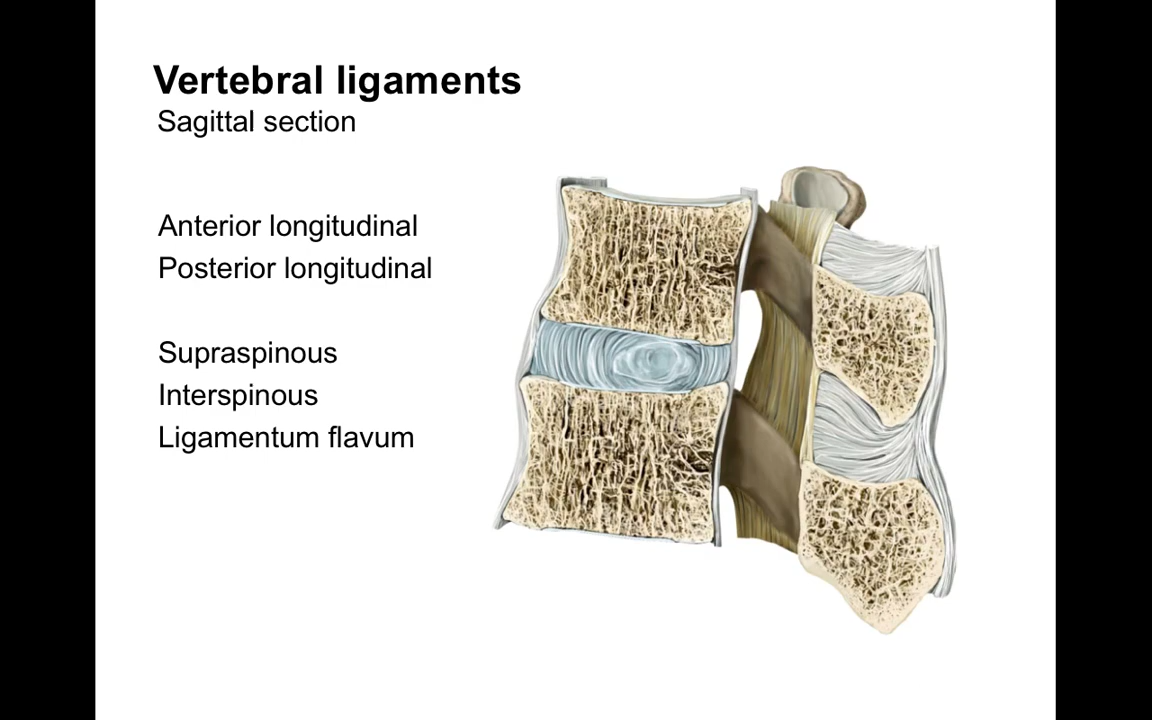 Vertebral ligaments
Sagittal section
Anterior longitudinal
Posterior longitudinal
Supraspinous
Interspinous
Ligamentum flavum